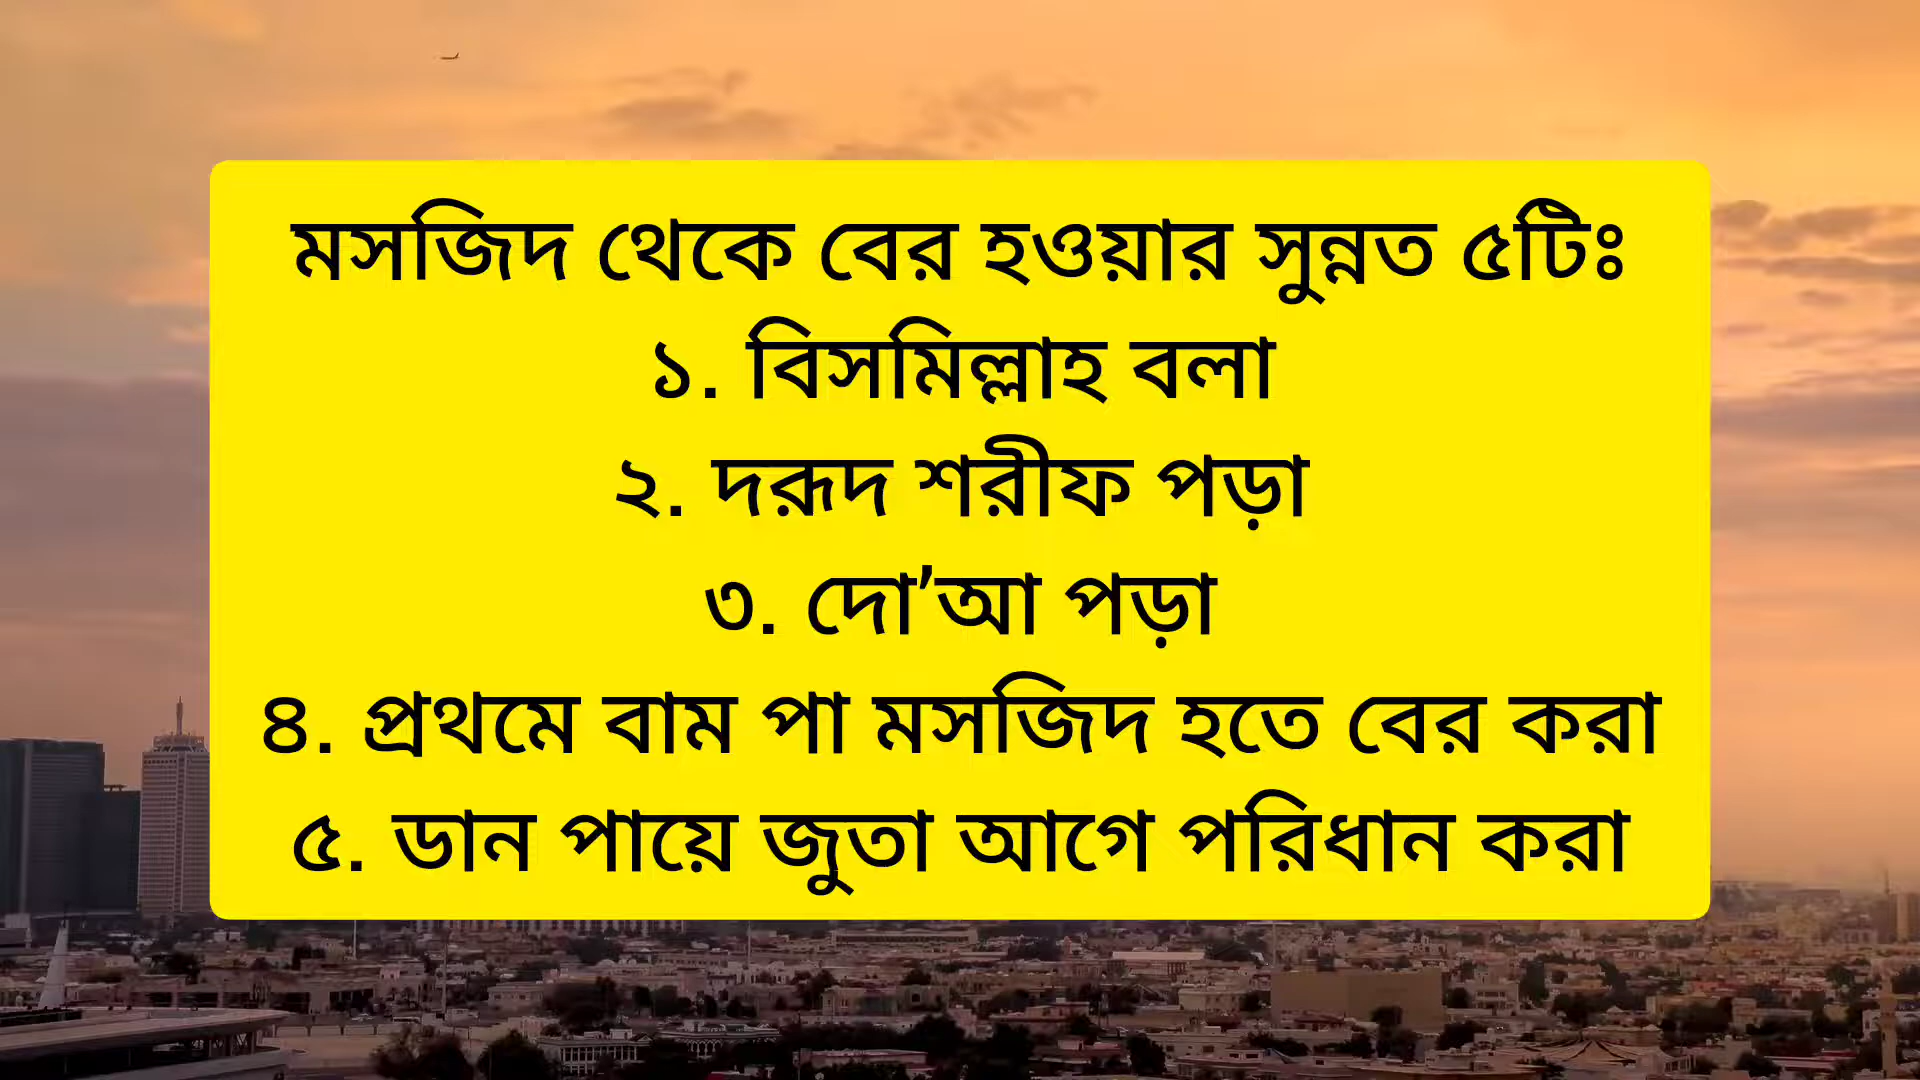 মসজিদ থেকে বের হওয়ার সুন্নত ৫টিঃ
১. বিসমিল্লাহ বলা
২. দরূদ শরীফ পড়া
৩. দো'আ পড়া
৪. প্রথমে বাম পা মসজিদ হতে বের করা
৫. ডান পায়ে জুতা আগে পরিধান করা